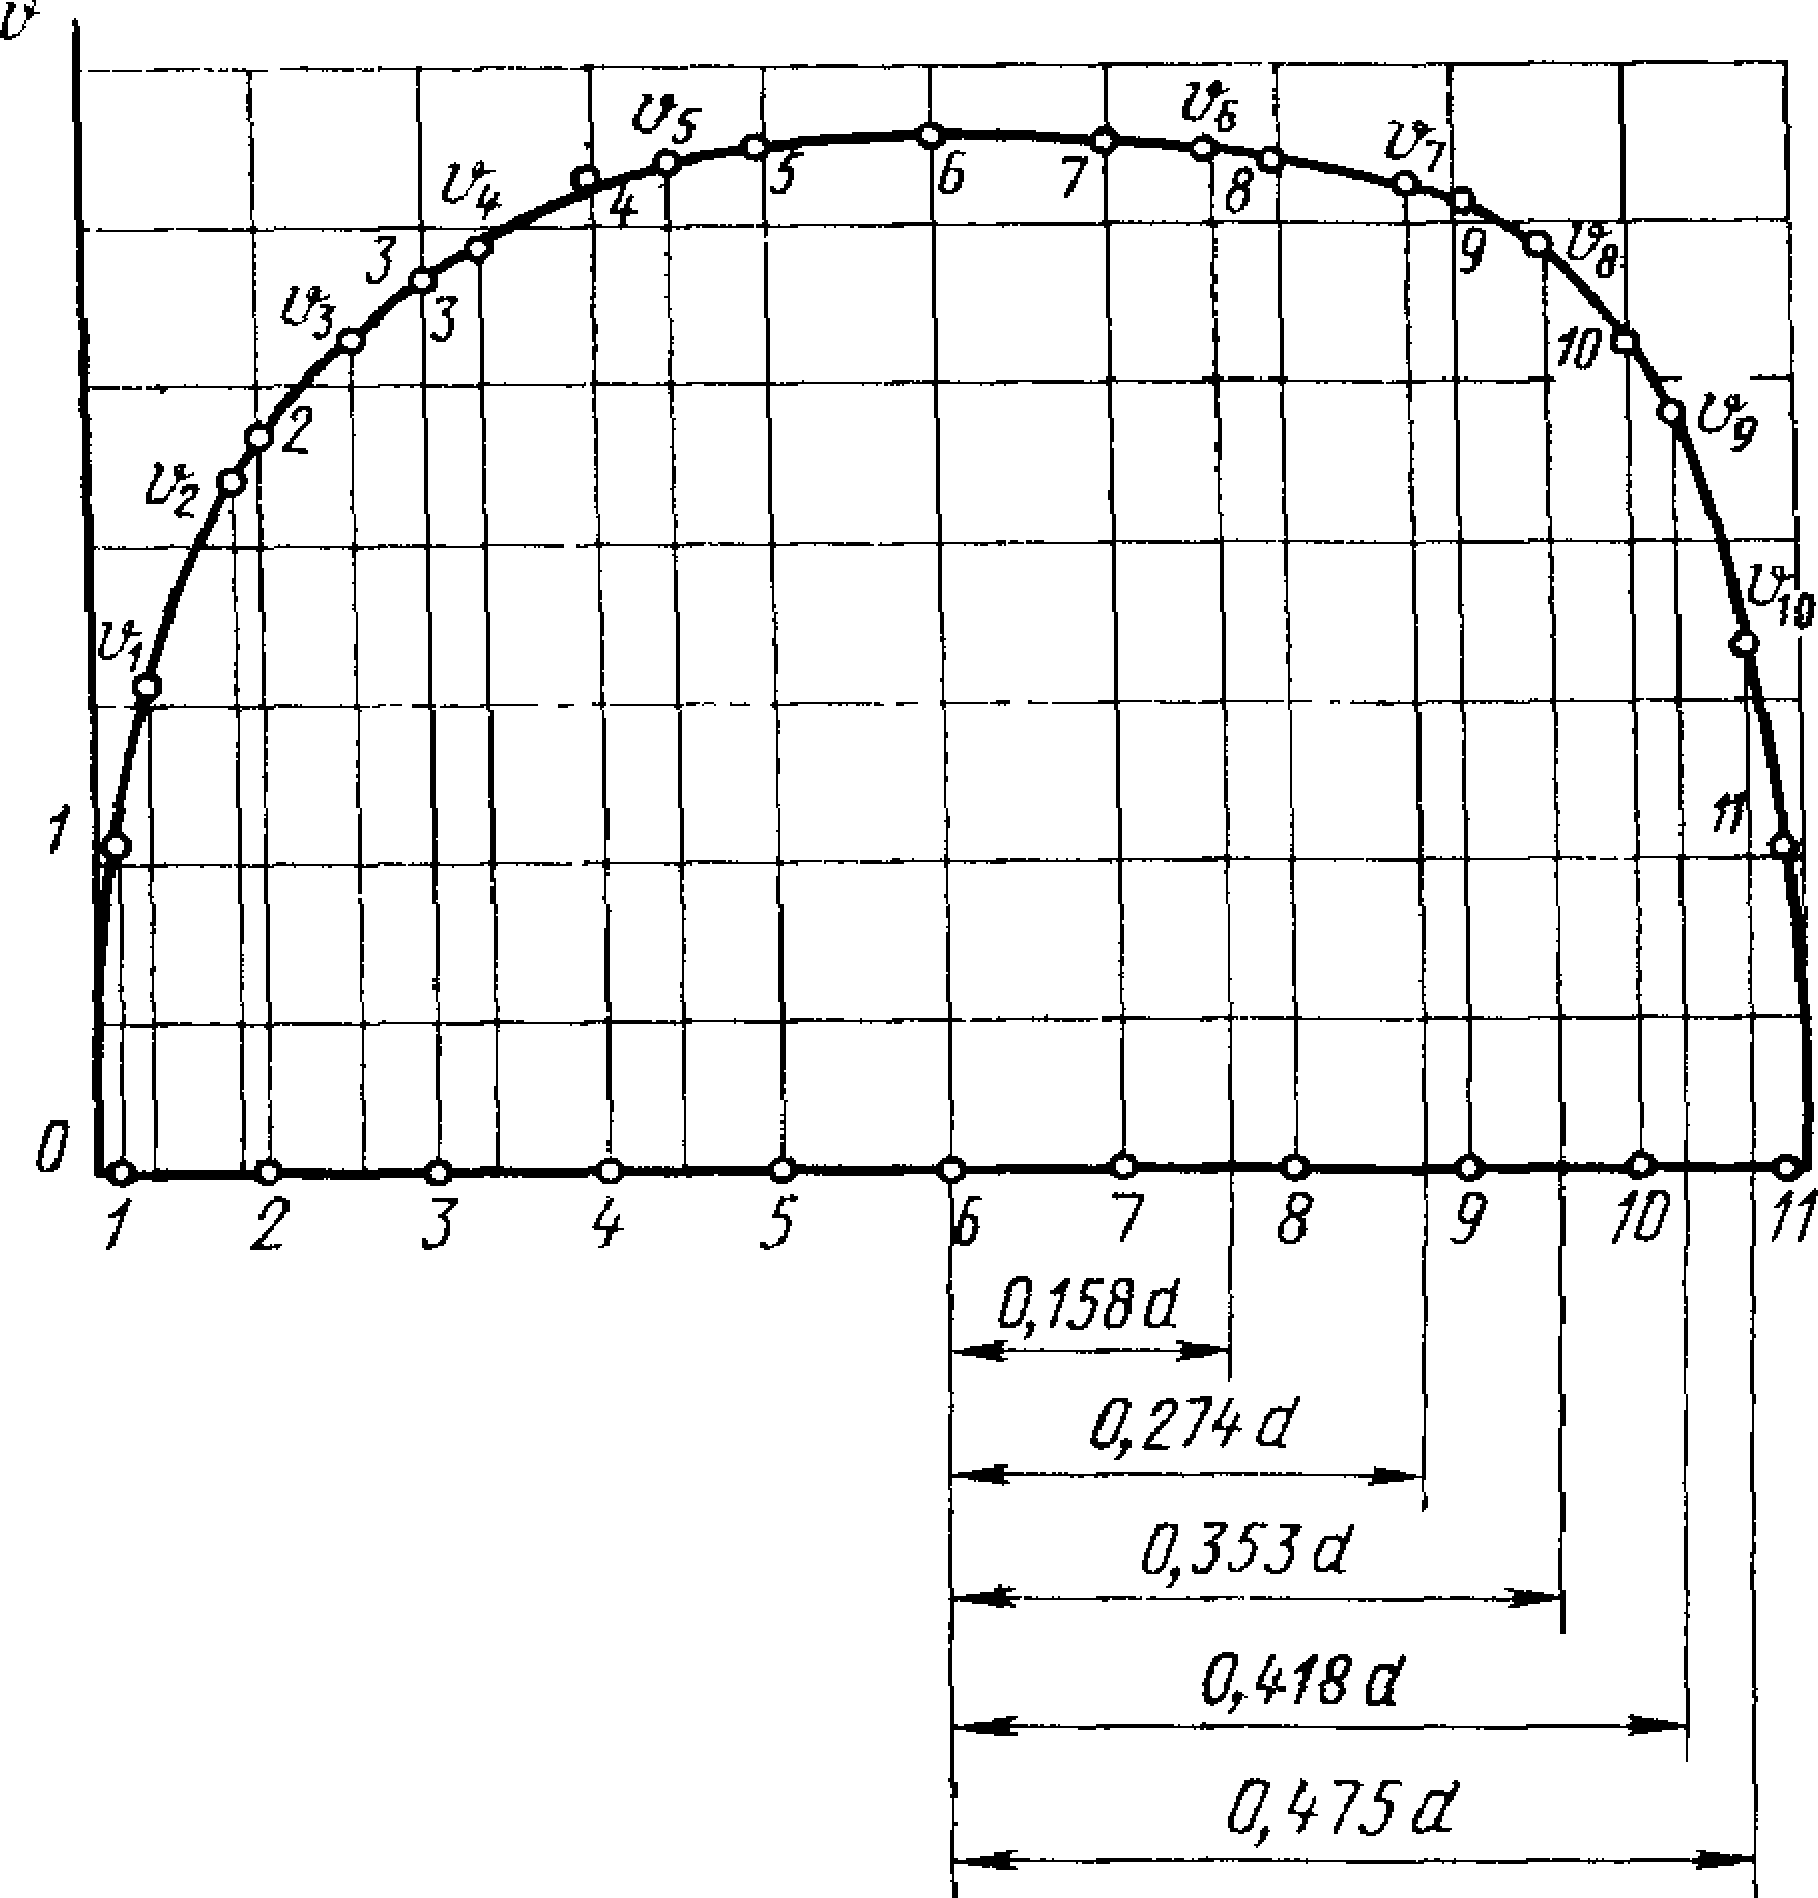 v
v₅
v₆
v₇
v₄
5
6
7
8
4
3
9
v₈
v₃
3
10
2
v₉
v₂
v₁₀
v₁
1
11
0
1 2 3 4 5 6 7 8 9 10 11
0,158 d
0,274 d
0,353 d
0,418 d
0,475 d